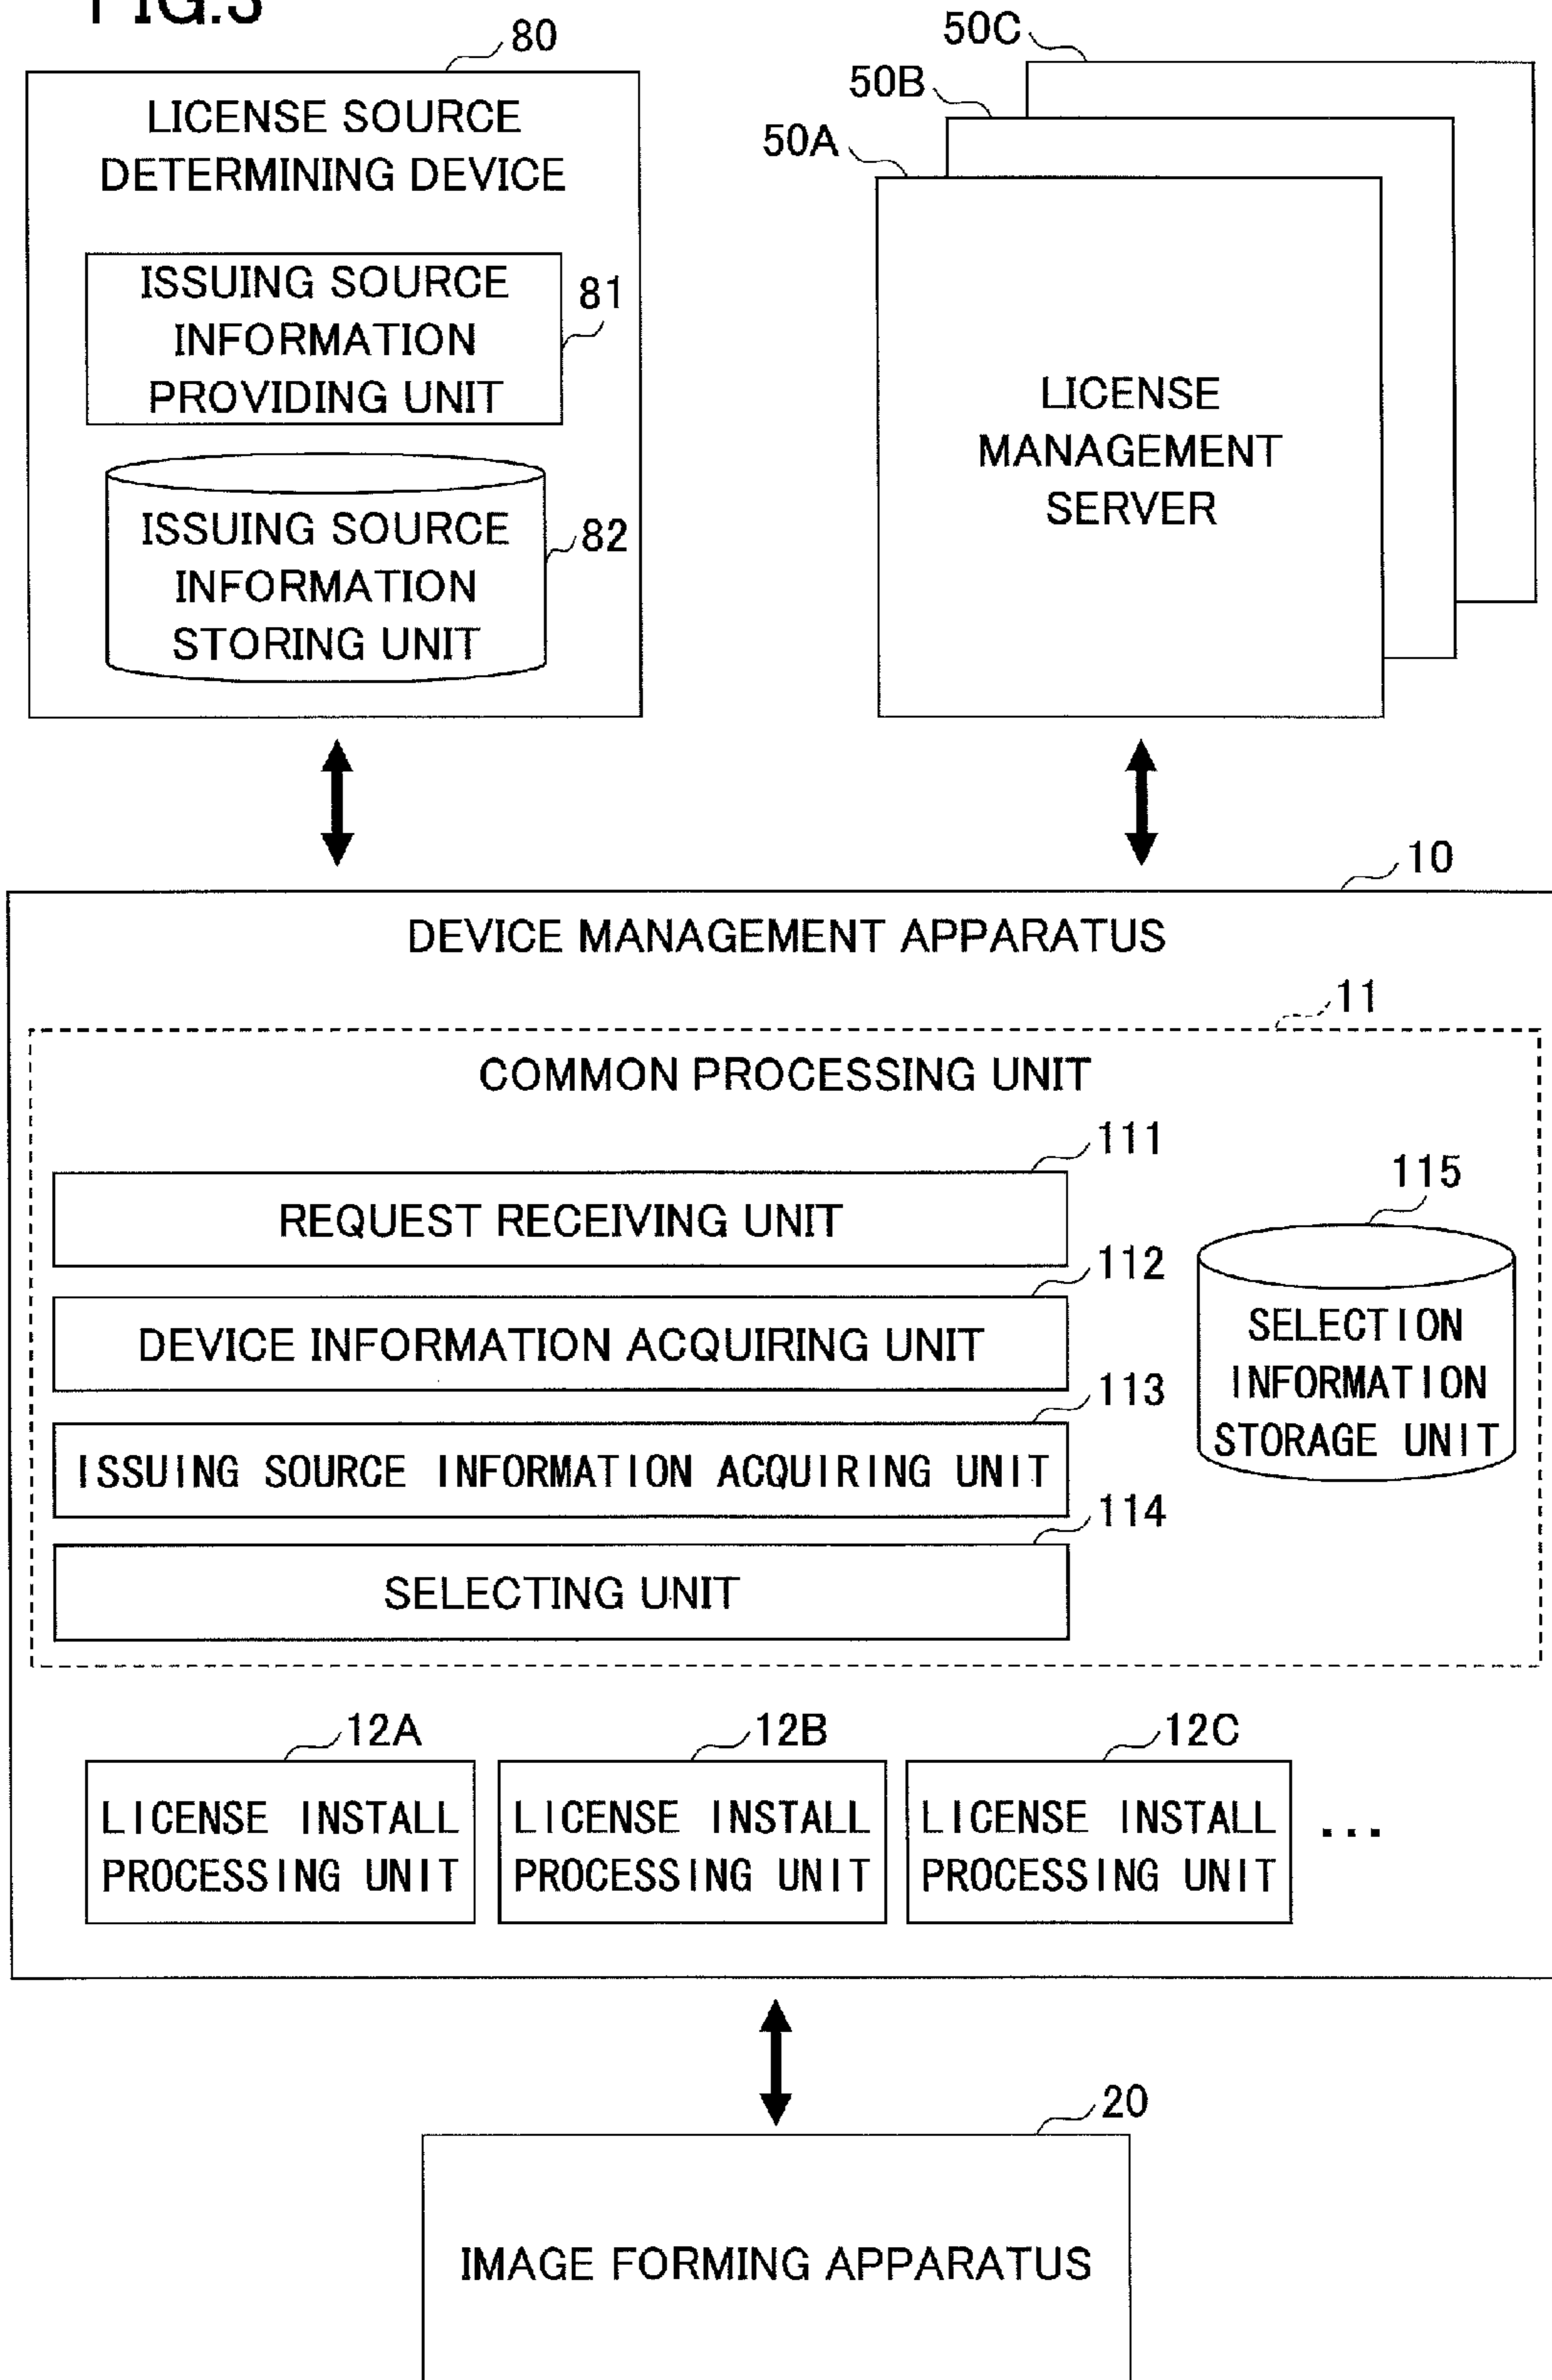 FIG.3
80
LICENSE SOURCE
DETERMINING DEVICE
ISSUING SOURCE
INFORMATION
PROVIDING UNIT
81
ISSUING SOURCE
INFORMATION
STORING UNIT
82
50C
50B
50A
LICENSE
MANAGEMENT
SERVER
10
DEVICE MANAGEMENT APPARATUS
11
COMMON PROCESSING UNIT
111
REQUEST RECEIVING UNIT
112
DEVICE INFORMATION ACQUIRING UNIT
113
ISSUING SOURCE INFORMATION ACQUIRING UNIT
114
SELECTING UNIT
115
SELECTION
INFORMATION
STORAGE UNIT
12A
LICENSE INSTALL
PROCESSING UNIT
12B
LICENSE INSTALL
PROCESSING UNIT
12C
LICENSE INSTALL
PROCESSING UNIT
...
20
IMAGE FORMING APPARATUS